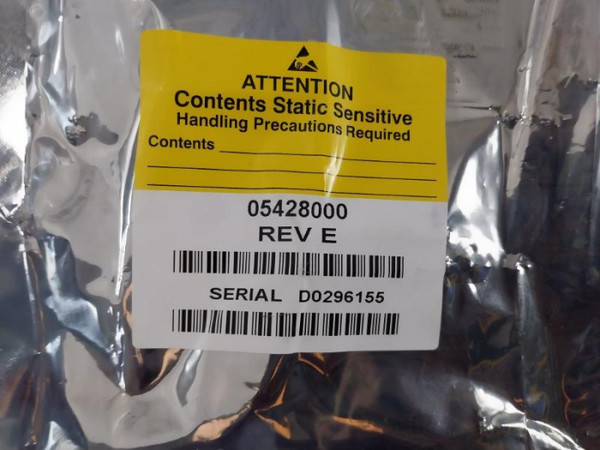 ATTENTION
Contents Static Sensitive
Handling Precautions Required
Contents
05428000
REV E
SERIAL D0296155